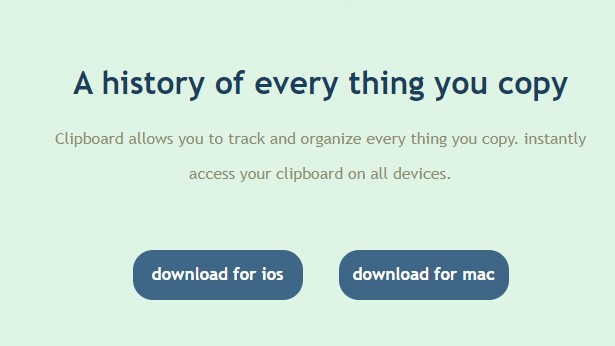 A history of every thing you copy
Clipboard allows you to track and organize every thing you copy. instantly
access your clipboard on all devices.
download for ios
download for mac